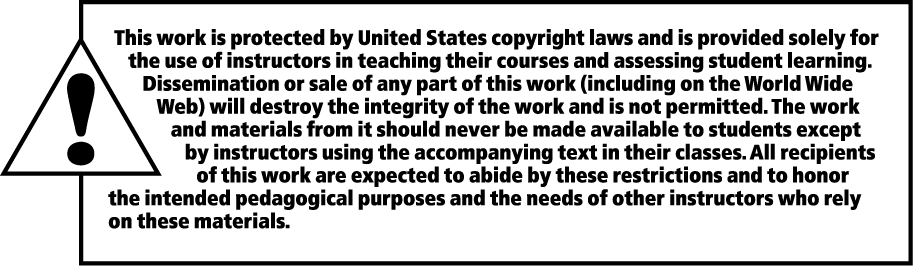 This work is protected by United States copyright laws and is provided solely for
the use of instructors in teaching their courses and assessing student learning.
Dissemination or sale of any part of this work (including on the World Wide
Web) will destroy the integrity of the work and is not permitted. The work
and materials from it should never be made available to students except
by instructors using the accompanying text in their classes. All recipients
of this work are expected to abide by these restrictions and to honor
the intended pedagogical purposes and the needs of other instructors who rely
on these materials.